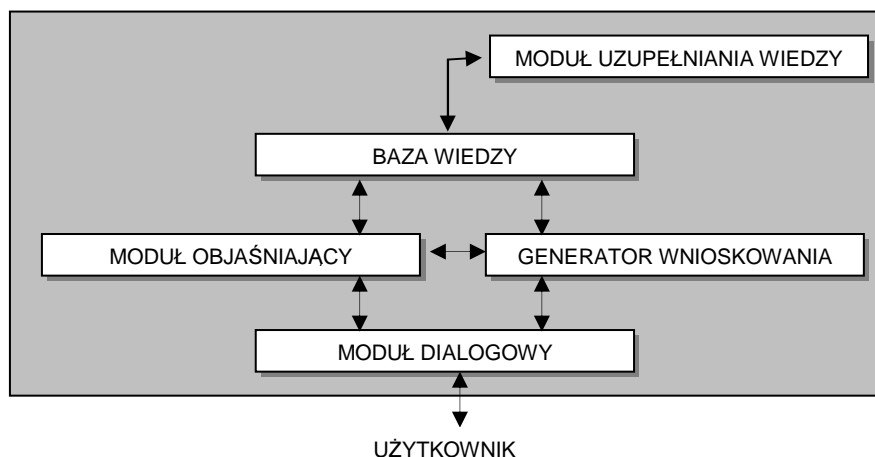 MODUŁ UZUPEŁNIANIA WIEDZY
BAZA WIEDZY
MODUŁ OBJAŚNIAJĄCY
GENERATOR WNIOSKOWANIA
MODUŁ DIALOGOWY
UŻYTKOWNIK